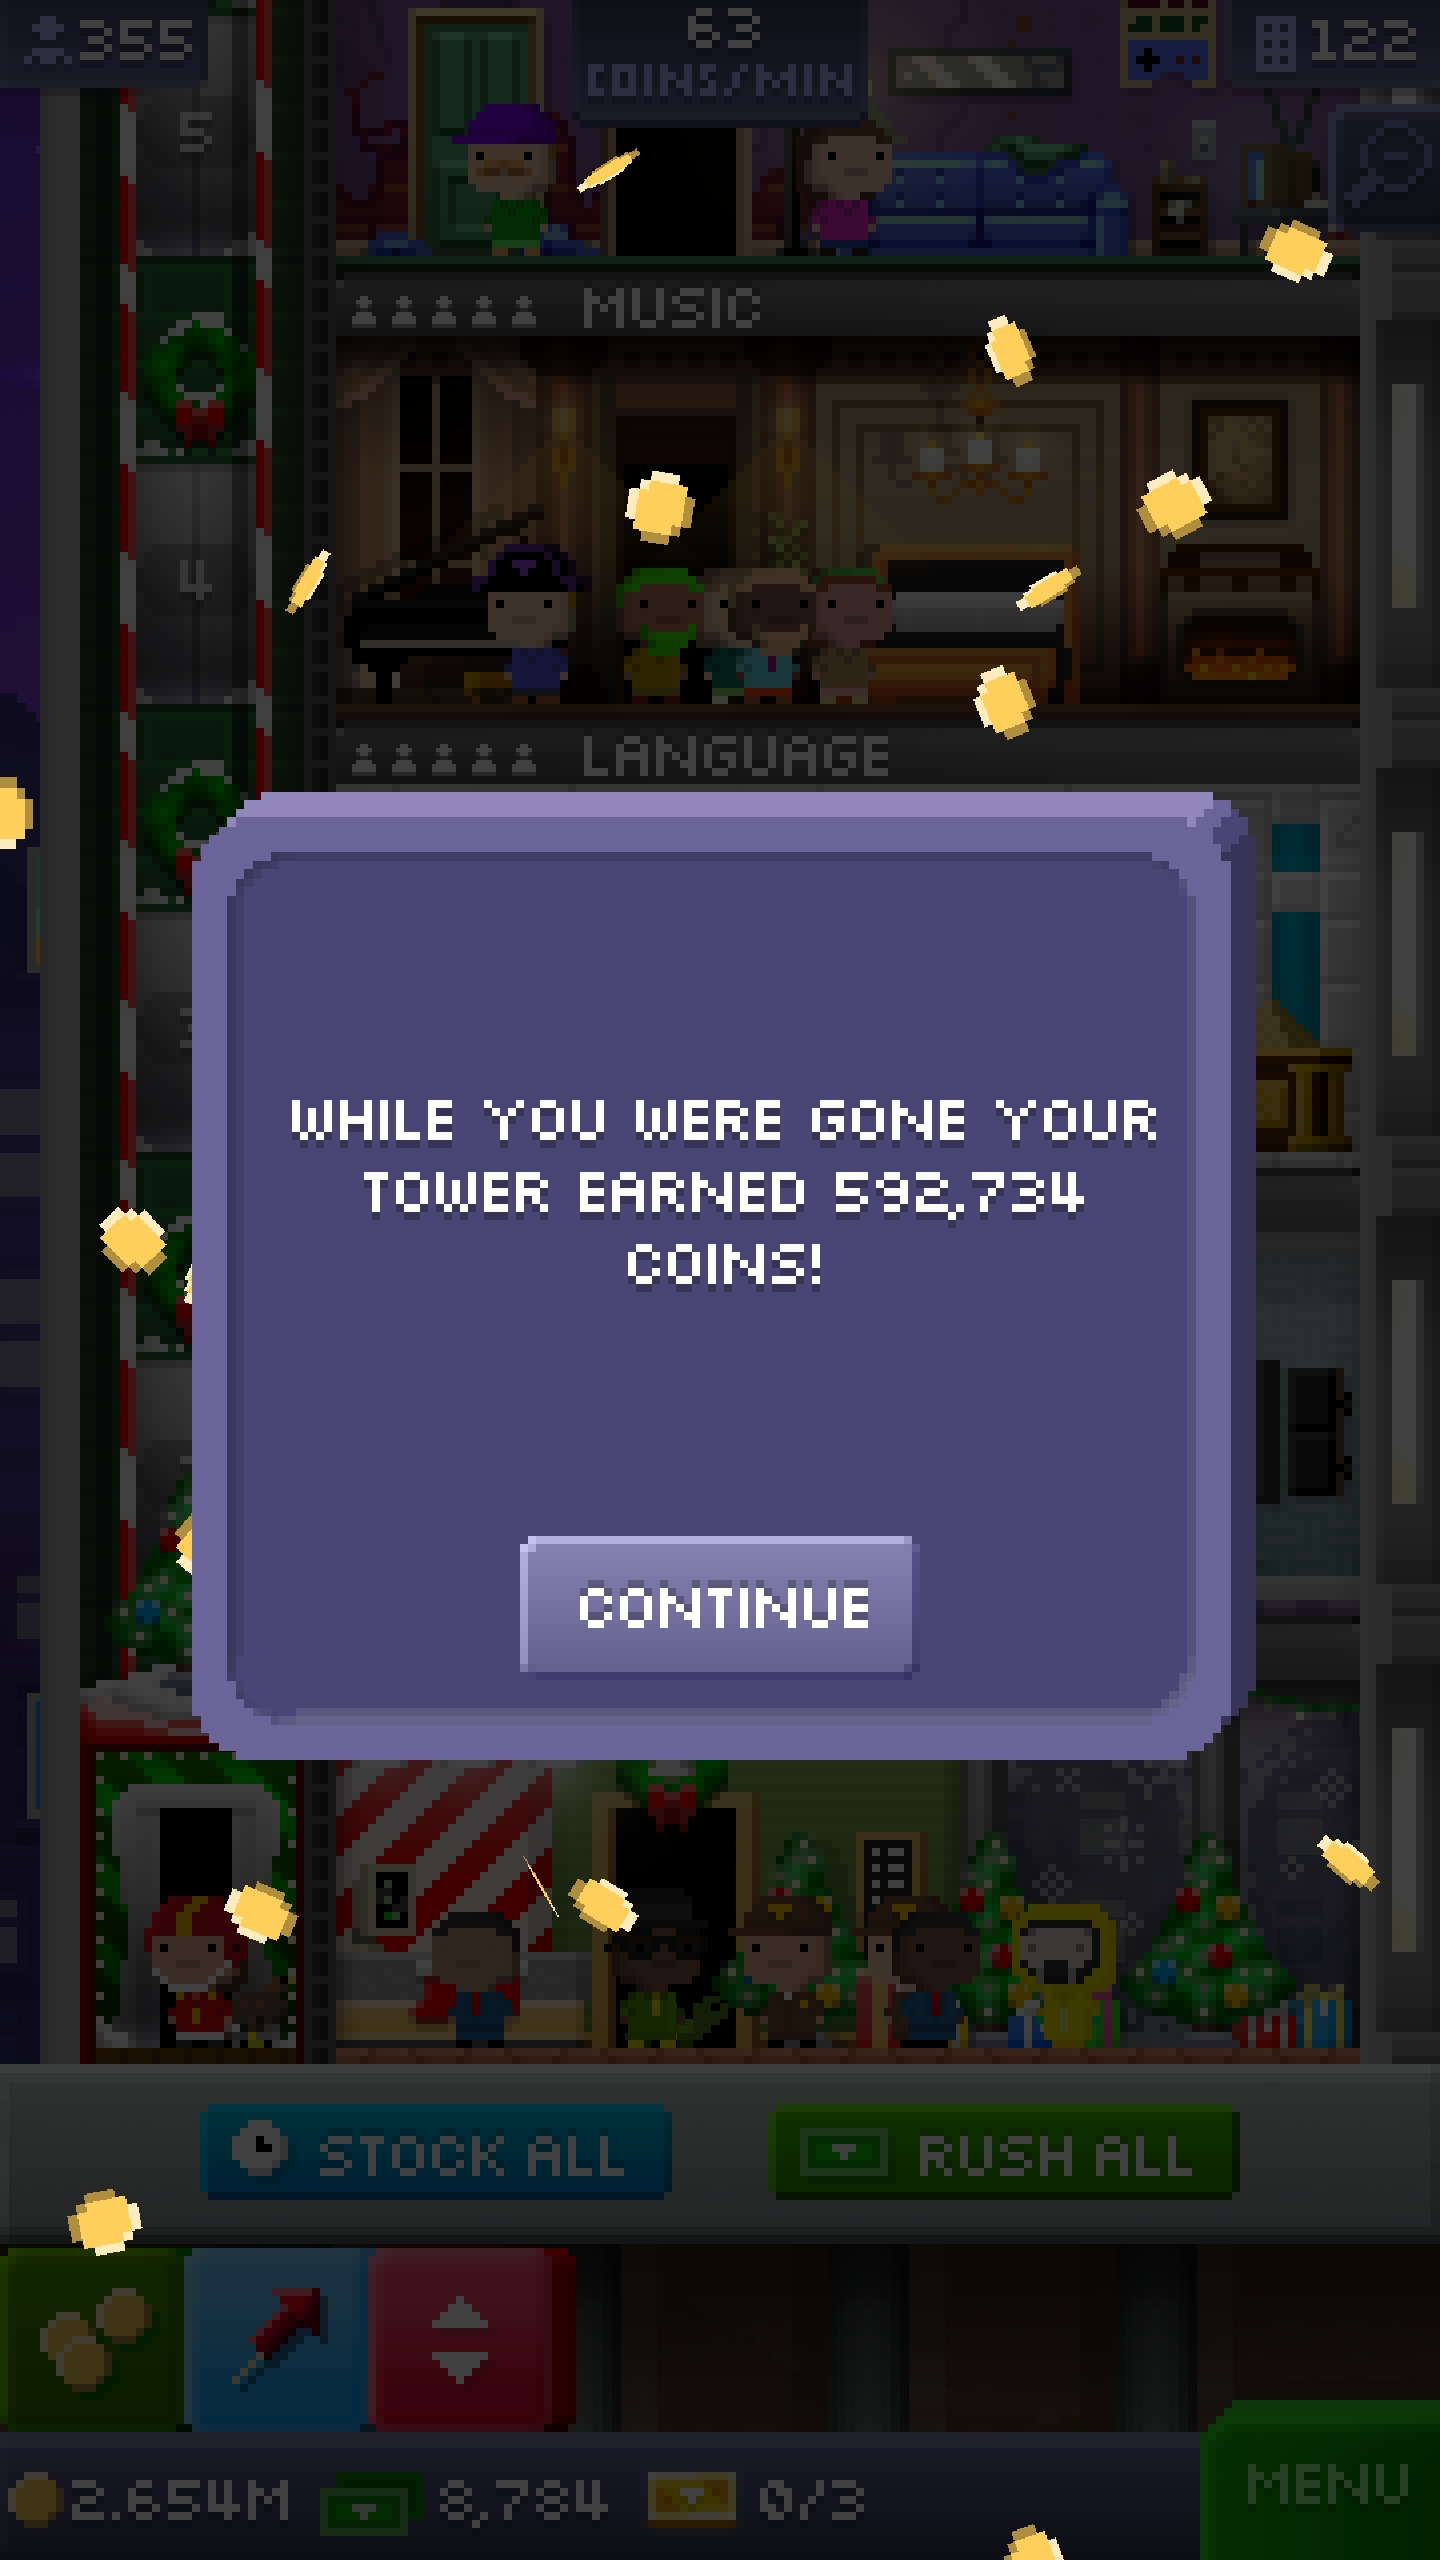 355
63
COINS/MIN
122
5
MUSIC
4
LANGUAGE
WHILE YOU WERE GONE YOUR
TOWER EARNED 592,734
COINS!
CONTINUE
STOCK ALL
RUSH ALL
2.654M
8,784
0/3
MENU